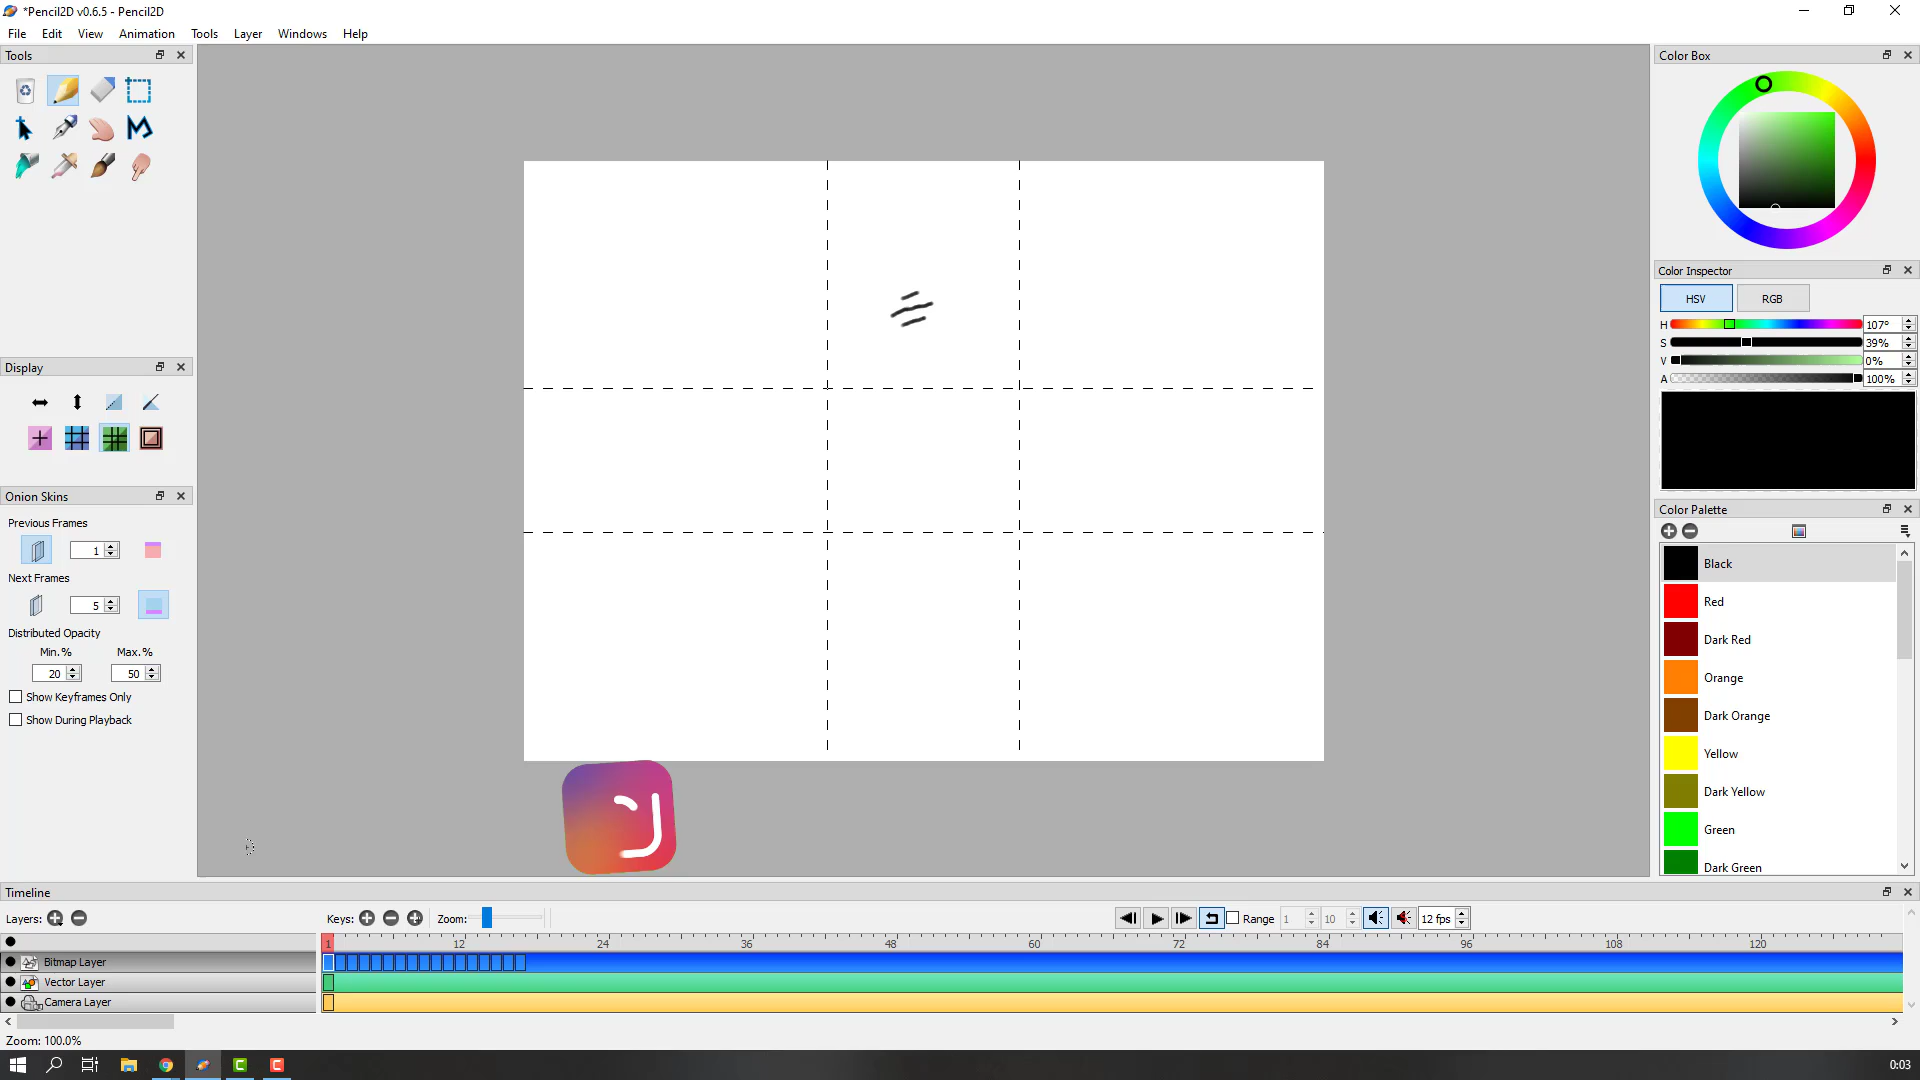 *Pencil2D v0.6.5 - Pencil2D
File Edit View Animation Tools Layer Windows Help
Tools
Display
Onion Skins
Previous Frames
1
Next Frames
5
Distributed Opacity
Min.% Max.%
20 50
Show Keyframes Only
Show During Playback
Color Box
Color Inspector
HSV RGB
H 107°
S 39%
V 0%
A 100%
Color Palette
Black
Red
Dark Red
Orange
Dark Orange
Yellow
Dark Yellow
Green
Dark Green
Timeline
Layers: Keys: Zoom: Range 1 10 12 fps
1 12 24 36 48 60 72 84 96 108 120
Bitmap Layer
Vector Layer
Camera Layer
Zoom: 100.0%
0:03